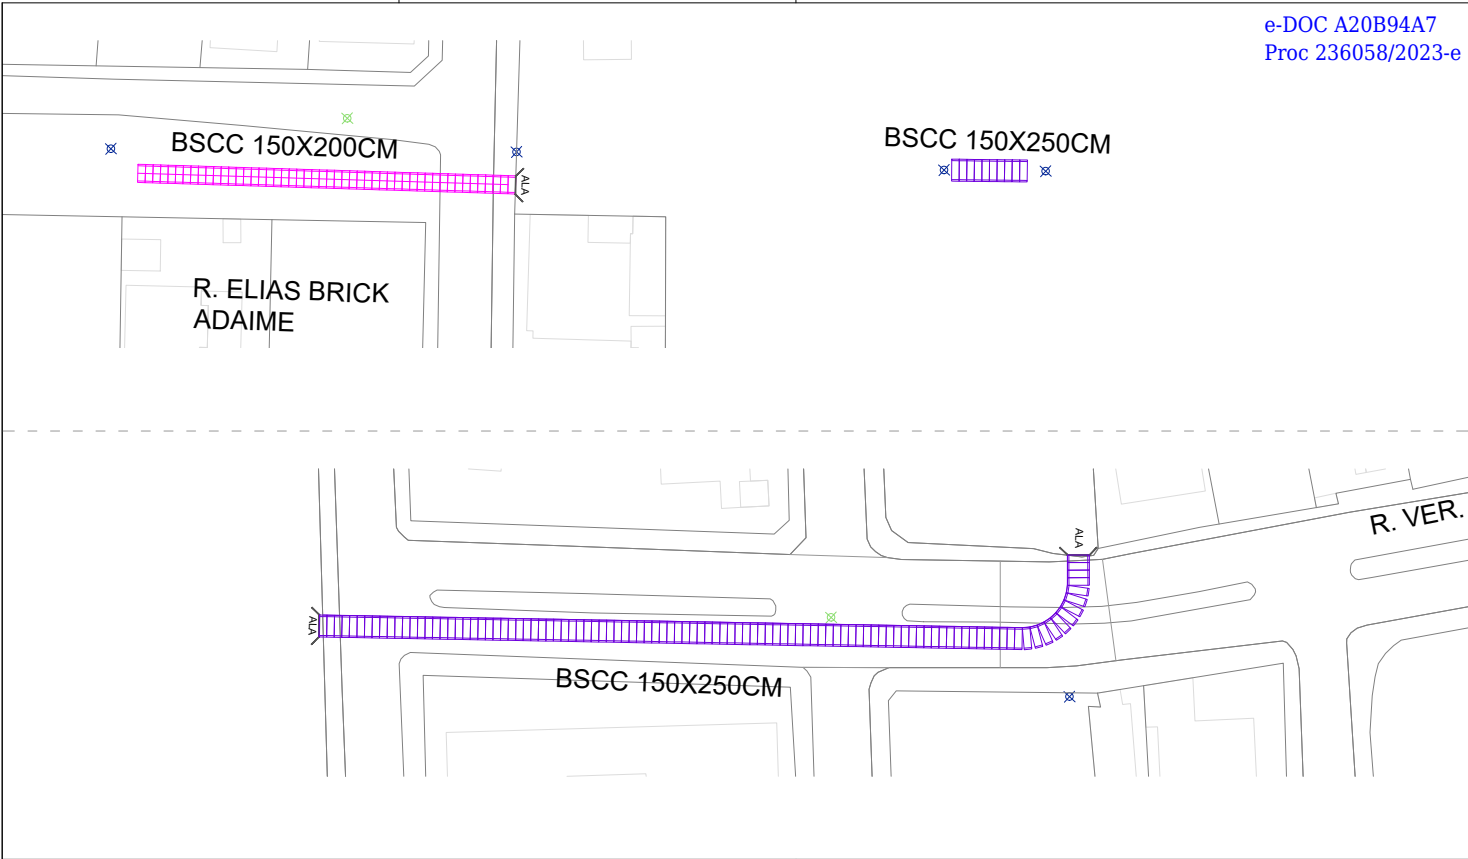 e-DOC A20B94A7
Proc 236058/2023-e
BSCC 150X200CM
ALA
BSCC 150X250CM
R. ELIAS BRICK
ADAIME
ALA
R. VER.
ALA
BSCC 150X250CM